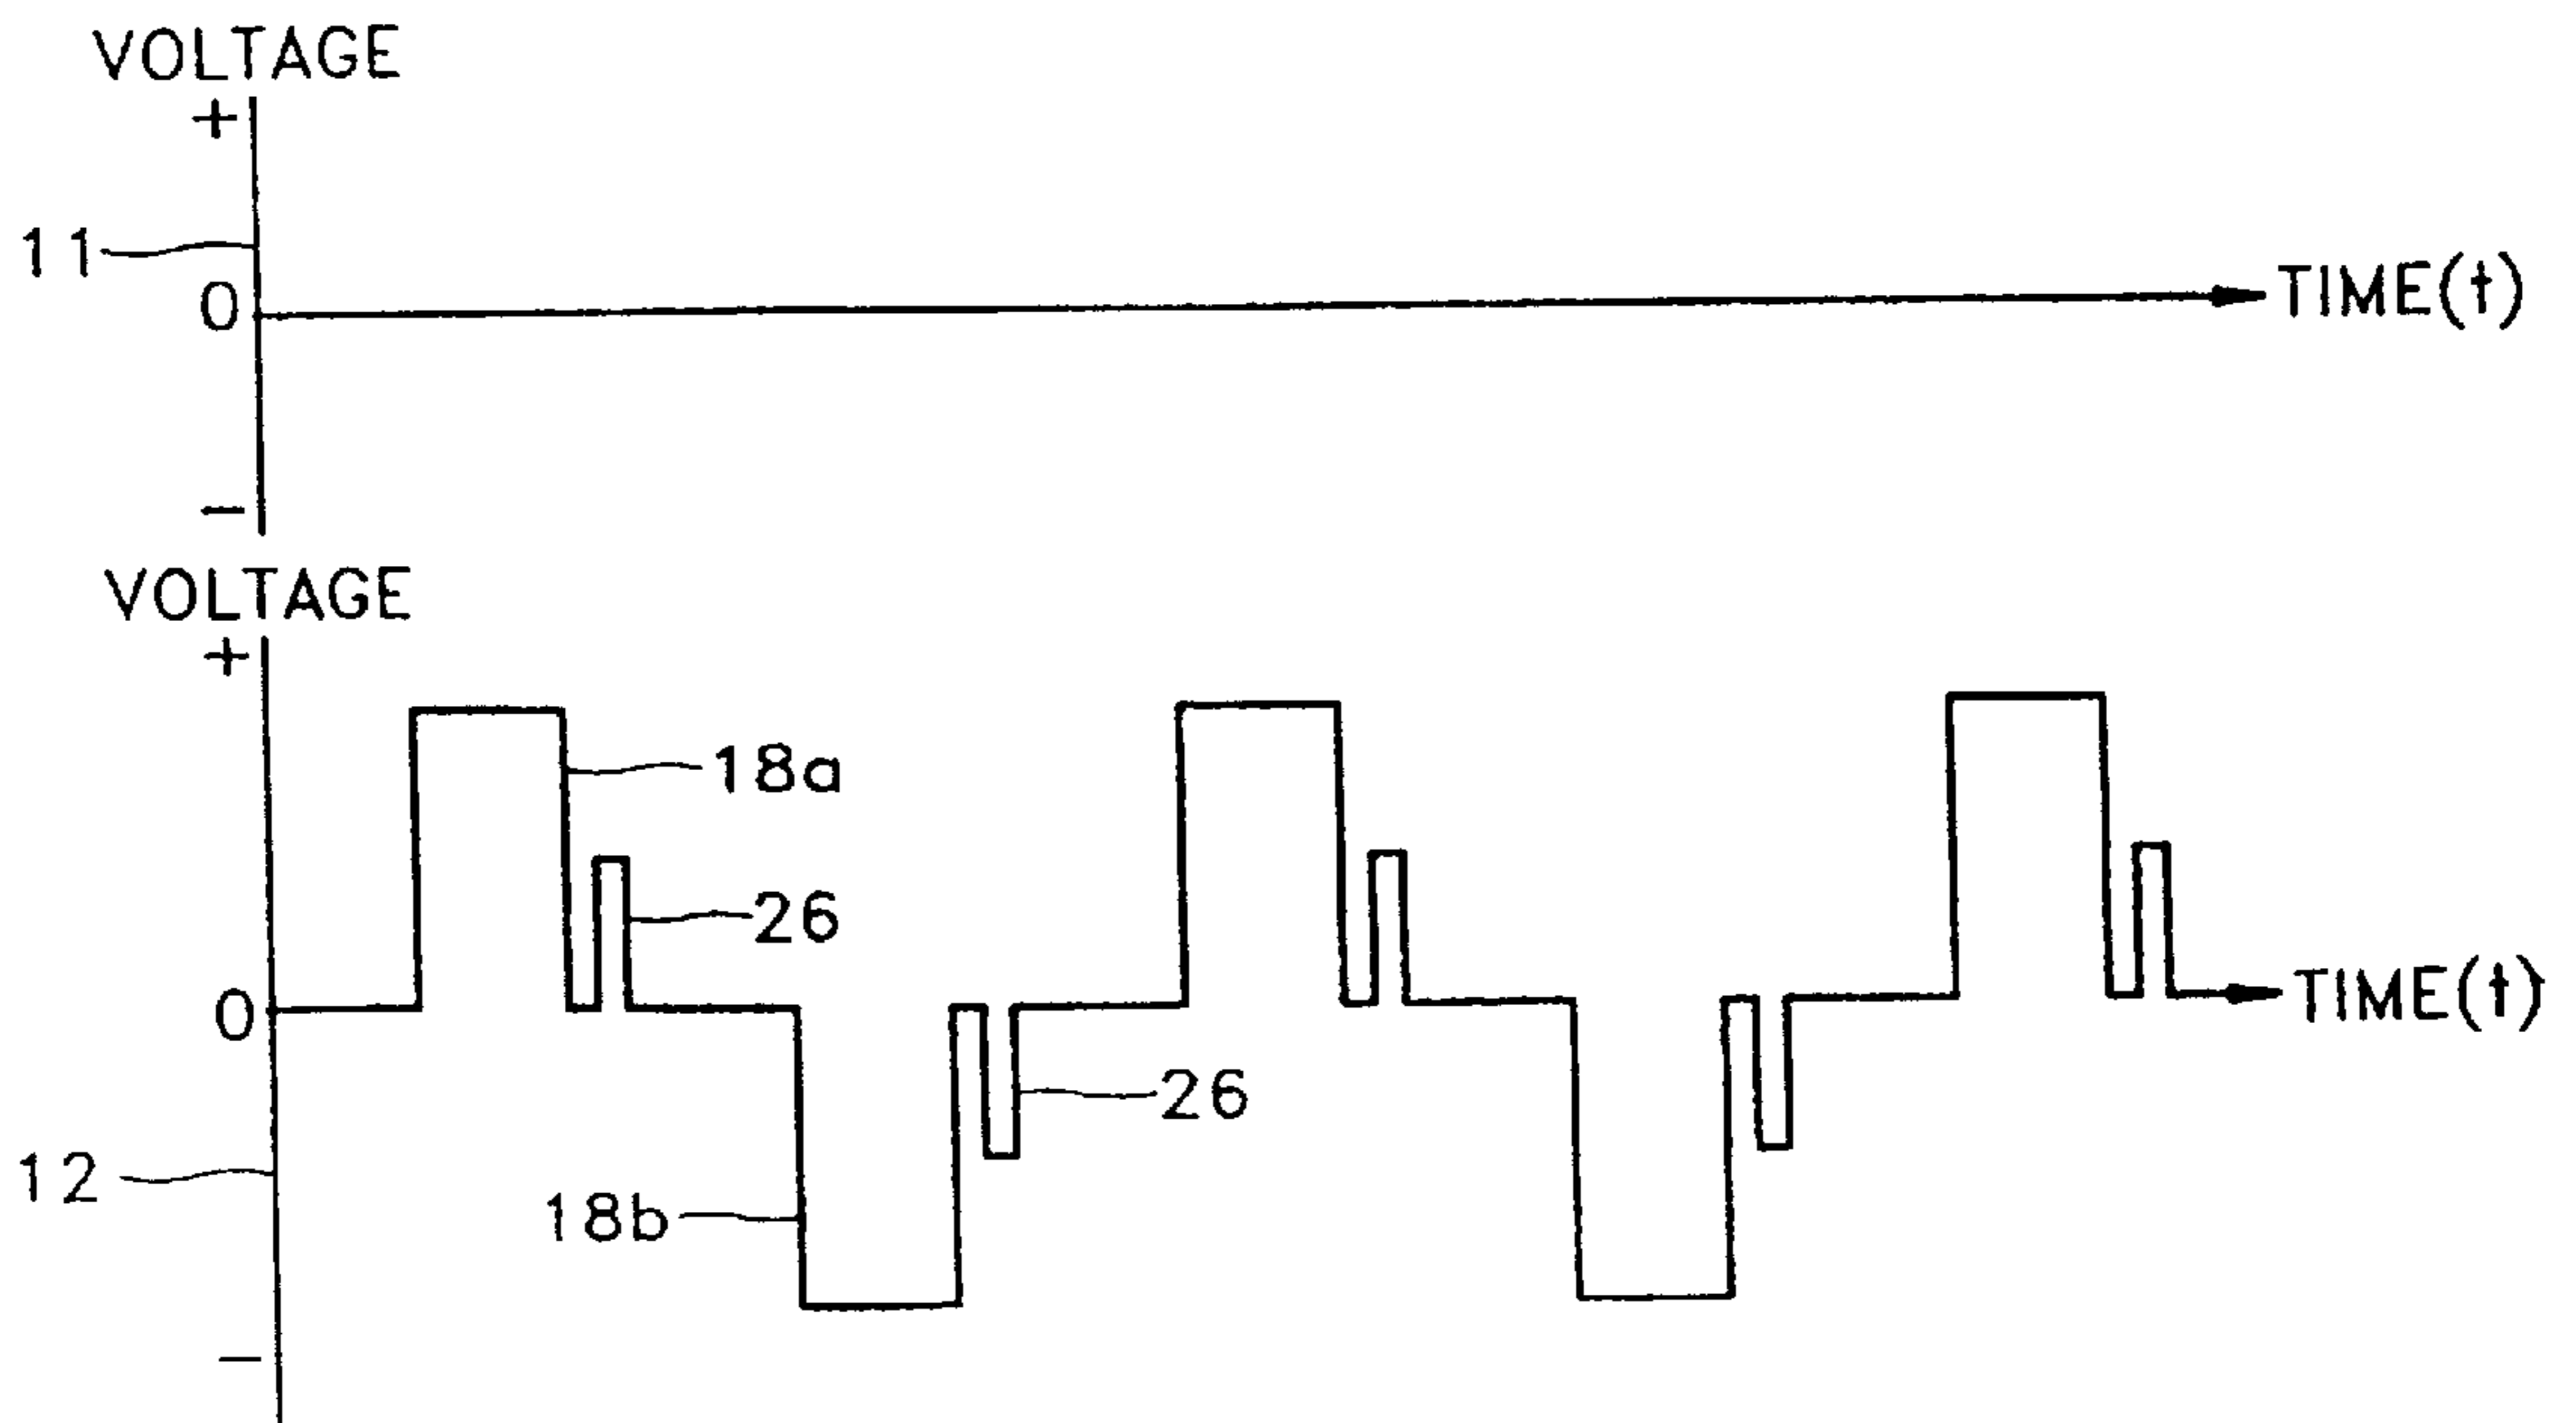 VOLTAGE
+
11
0
TIME(t)
−
VOLTAGE
+
18a
26
0
TIME(t)
26
12
18b
−